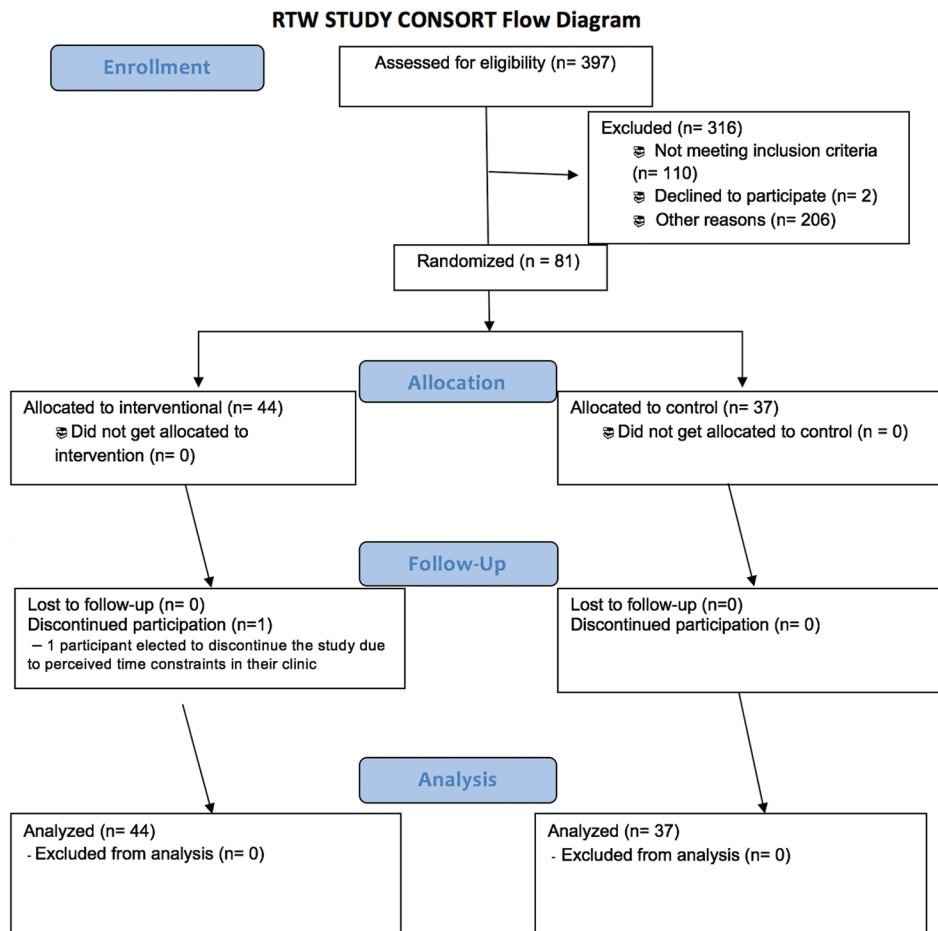 RTW STUDY CONSORT Flow Diagram
Enrollment
Assessed for eligibility (n= 397)
Excluded (n= 316)
Not meeting inclusion criteria
(n= 110)
Declined to participate (n= 2)
Other reasons (n= 206)
Randomized (n = 81)
Allocation
Allocated to interventional (n= 44)
Did not get allocated to
intervention (n= 0)
Allocated to control (n= 37)
Did not get allocated to control (n = 0)
Follow-Up
Lost to follow-up (n= 0)
Discontinued participation (n=1)
– 1 participant elected to discontinue the study due
to perceived time constraints in their clinic
Lost to follow-up (n=0)
Discontinued participation (n= 0)
Analysis
Analyzed (n= 44)
- Excluded from analysis (n= 0)
Analyzed (n= 37)
- Excluded from analysis (n= 0)